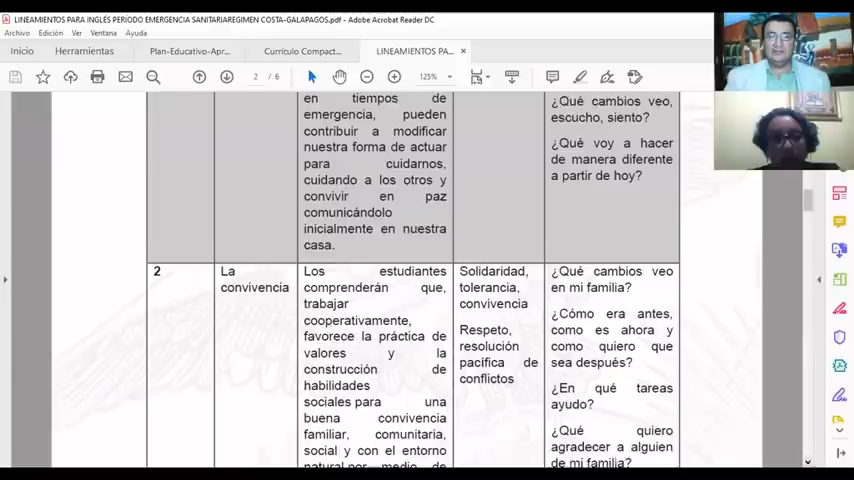 LINEAMIENTOS PARA INGLÉS PERÍODO EMERGENCIA SANITARIAREGIMEN COSTA-GALAPAGOS.pdf - Adobe Acrobat Reader DC
Archivo Edición Ver Ventana Ayuda
Inicio Herramientas Plan-Educativo-Apr... Currículo Compact... LINEAMIENTOS PA... ×
2 / 6 125%
en tiempos de
emergencia, pueden
contribuir a modificar
nuestra forma de actuar
para cuidarnos,
cuidando a los otros y
convivir en paz
comunicándolo
inicialmente en nuestra
casa.
¿Qué cambios veo,
escucho, siento?
¿Qué voy a hacer
de manera diferente
a partir de hoy?
2
La
convivencia
Los estudiantes
comprenderán que,
trabajar
cooperativamente,
favorece la práctica de
valores y la
construcción de
habilidades
sociales para una
buena convivencia
familiar, comunitaria,
social y con el entorno
natural por medio de
Solidaridad,
tolerancia,
convivencia
Respeto,
resolución
pacífica de
conflictos
¿Qué cambios veo
en mi familia?
¿Cómo era antes,
como es ahora y
como quiero que
sea después?
¿En qué tareas
ayudo?
¿Qué quiero
agradecer a alguien
de mi familia?